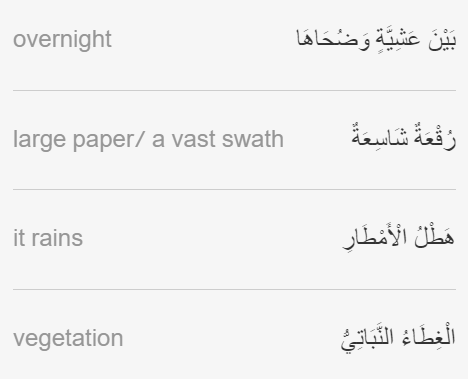 overnight بَيْنَ عَشِيَّةٍ وَضُحَاهَا
large paper/ a vast swath رُقْعَةٌ شَاسِعَةٌ
it rains هَطْلُ الْأَمْطَارِ
vegetation الْغِطَاءُ النَّبَاتِيُّ